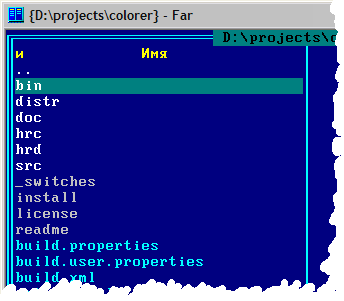 {D:\projects\colorer} - Far
D:\projects\
и Имя
..
bin
distr
doc
hrc
hrd
src
_switches
install
license
readme
build.properties
build.user.properties
build.xml